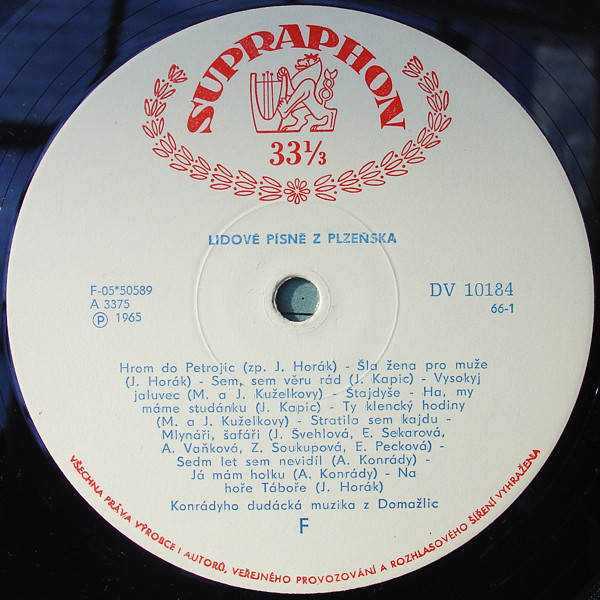 SUPRAPHON
33⅓
LIDOVÉ PÍSNĚ Z PLZEŇSKA
F-05*50589
A 3375
Ⓟ 1965
DV 10184
66-1
Hrom do Petrojic (zp. J. Horák) - Šla žena pro muže
(J. Horák) - Sem, sem věru rád (J. Kapic) - Vysokyj
jaluvec (M. a J. Kuželkovy) - Štajdyše - Ha, my
máme studánku (J. Kapic) - Ty klencký hodiny
(M. a J. Kuželkovy) - Stratila sem kajdu -
Mlynáři, šafáři (J. Švehlová, E. Sekarová,
A. Vaňková, Z. Soukupová, E. Pecková) -
Sedm let sem nevidíl (A. Konrády) -
Já mám holku (A. Konrády) - Na
hoře Táboře (J. Horák)
Konrádyho dudácká muzika z Domažlic
F
VŠECHNA PRÁVA VÝROBCE I AUTORŮ, VEŘEJNÉHO PROVOZOVÁNÍ A ROZHLASOVÉHO ŠÍŘENÍ VYHRAŽENA